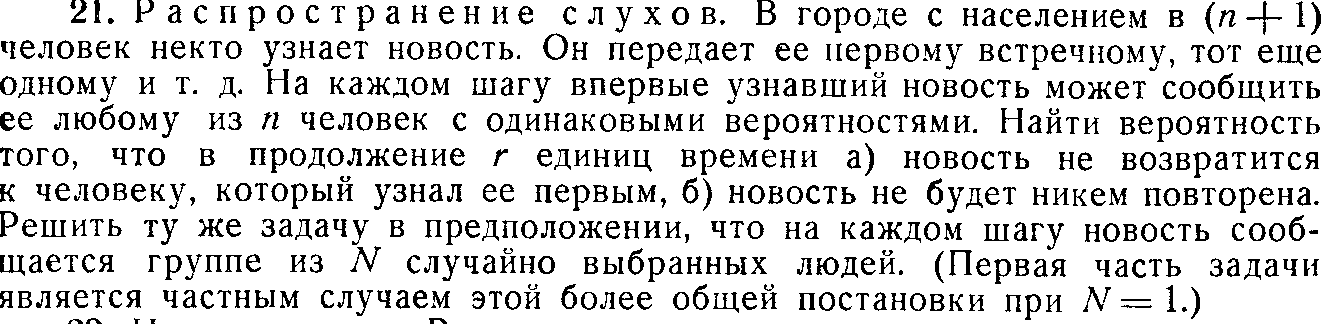 21. Распространение слухов. В городе с населением в (n + 1)
человек некто узнает новость. Он передает ее первому встречному, тот еще
одному и т. д. На каждом шагу впервые узнавший новость может сообщить
ее любому из n человек с одинаковыми вероятностями. Найти вероятность
того, что в продолжение r единиц времени а) новость не возвратится
к человеку, который узнал ее первым, б) новость не будет никем повторена.
Решить ту же задачу в предположении, что на каждом шагу новость сооб-
щается группе из N случайно выбранных людей. (Первая часть задачи
является частным случаем этой более общей постановки при N = 1.)